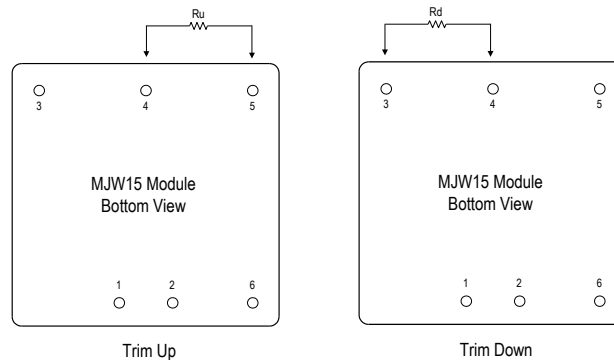 Ru
3 4 5
MJW15 Module
Bottom View
1 2 6
Trim Up
Rd
3 4 5
MJW15 Module
Bottom View
1 2 6
Trim Down